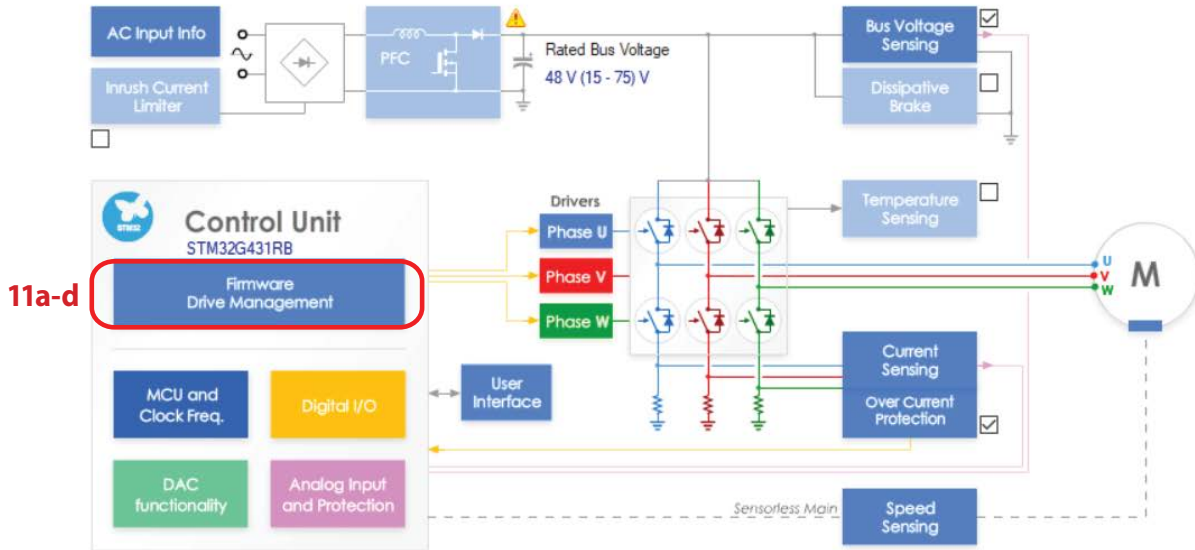 AC Input Info
Inrush Current
Limiter
PFC
Rated Bus Voltage
48 V (15 - 75) V
Bus Voltage
Sensing
Dissipative
Brake
Temperature
Sensing
STM32
Control Unit
STM32G431RB
11a-d
Firmware
Drive Management
Drivers
Phase U
Phase V
Phase W
U
V
W
M
MCU and
Clock Freq.
Digital I/O
DAC
functionality
Analog Input
and Protection
User
Interface
Current
Sensing
Over Current
Protection
Sensorless Main
Speed
Sensing